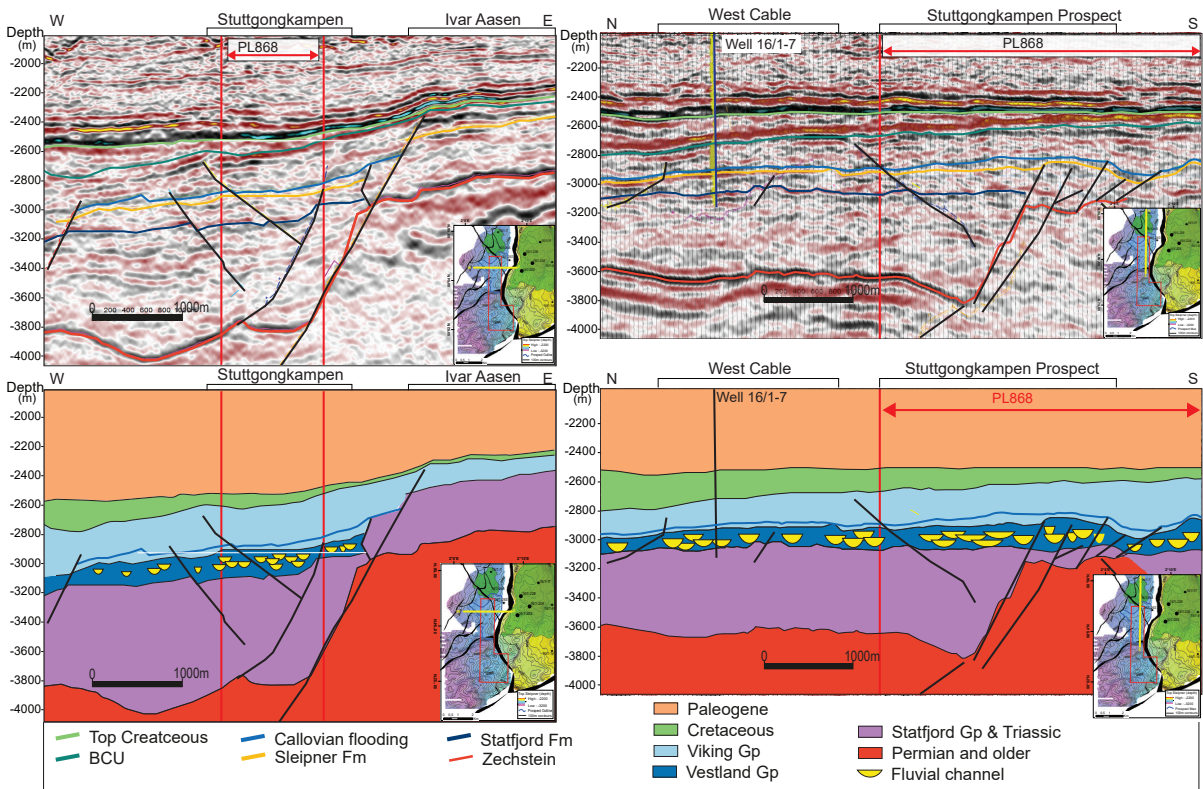 Stuttgongkampen
Ivar Aasen
W
E
Depth
(m)
PL868
-2000
-2200
-2400
-2600
-2800
-3000
-3200
-3400
-3600
-3800
-4000
0
1000m
200 400 600 800
West Cable
Stuttgongkampen Prospect
N
S
Depth
(m)
Well 16/1-7
PL868
-2200
-2400
-2600
-2800
-3000
-3200
-3400
-3600
-3800
-4000
0
1000m
Stuttgongkampen
Ivar Aasen
W
E
Depth
(m)
-2000
-2200
-2400
-2600
-2800
-3000
-3200
-3400
-3600
-3800
-4000
0
1000m
West Cable
Stuttgongkampen Prospect
N
S
Depth
(m)
Well 16/1-7
PL868
-2200
-2400
-2600
-2800
-3000
-3200
-3400
-3600
-3800
-4000
0
1000m
Top Creatceous
BCU
Callovian flooding
Sleipner Fm
Statfjord Fm
Zechstein
Paleogene
Cretaceous
Viking Gp
Vestland Gp
Statfjord Gp & Triassic
Permian and older
Fluvial channel